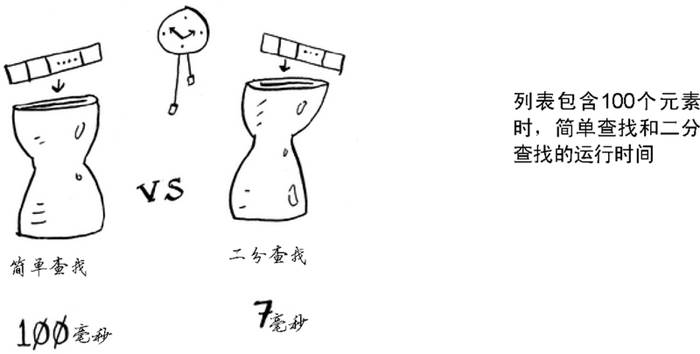 列表包含100个元素
时，简单查找和二分
查找的运行时间
VS
简单查找
二分查找
100毫秒
7毫秒